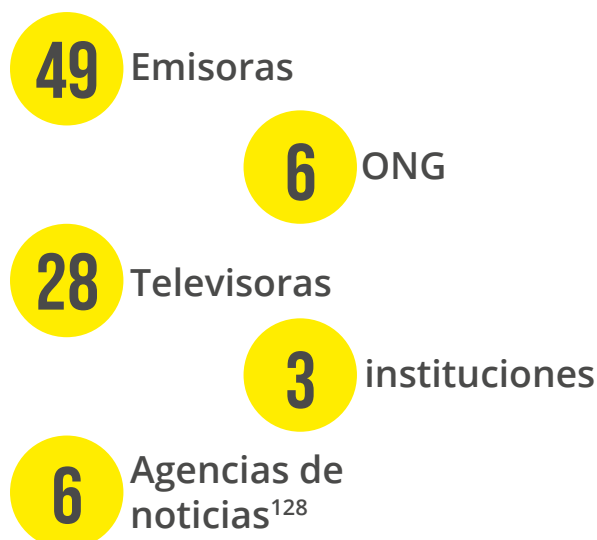 49 Emisoras
6 ONG
28 Televisoras
3 instituciones
6 Agencias de
noticias128